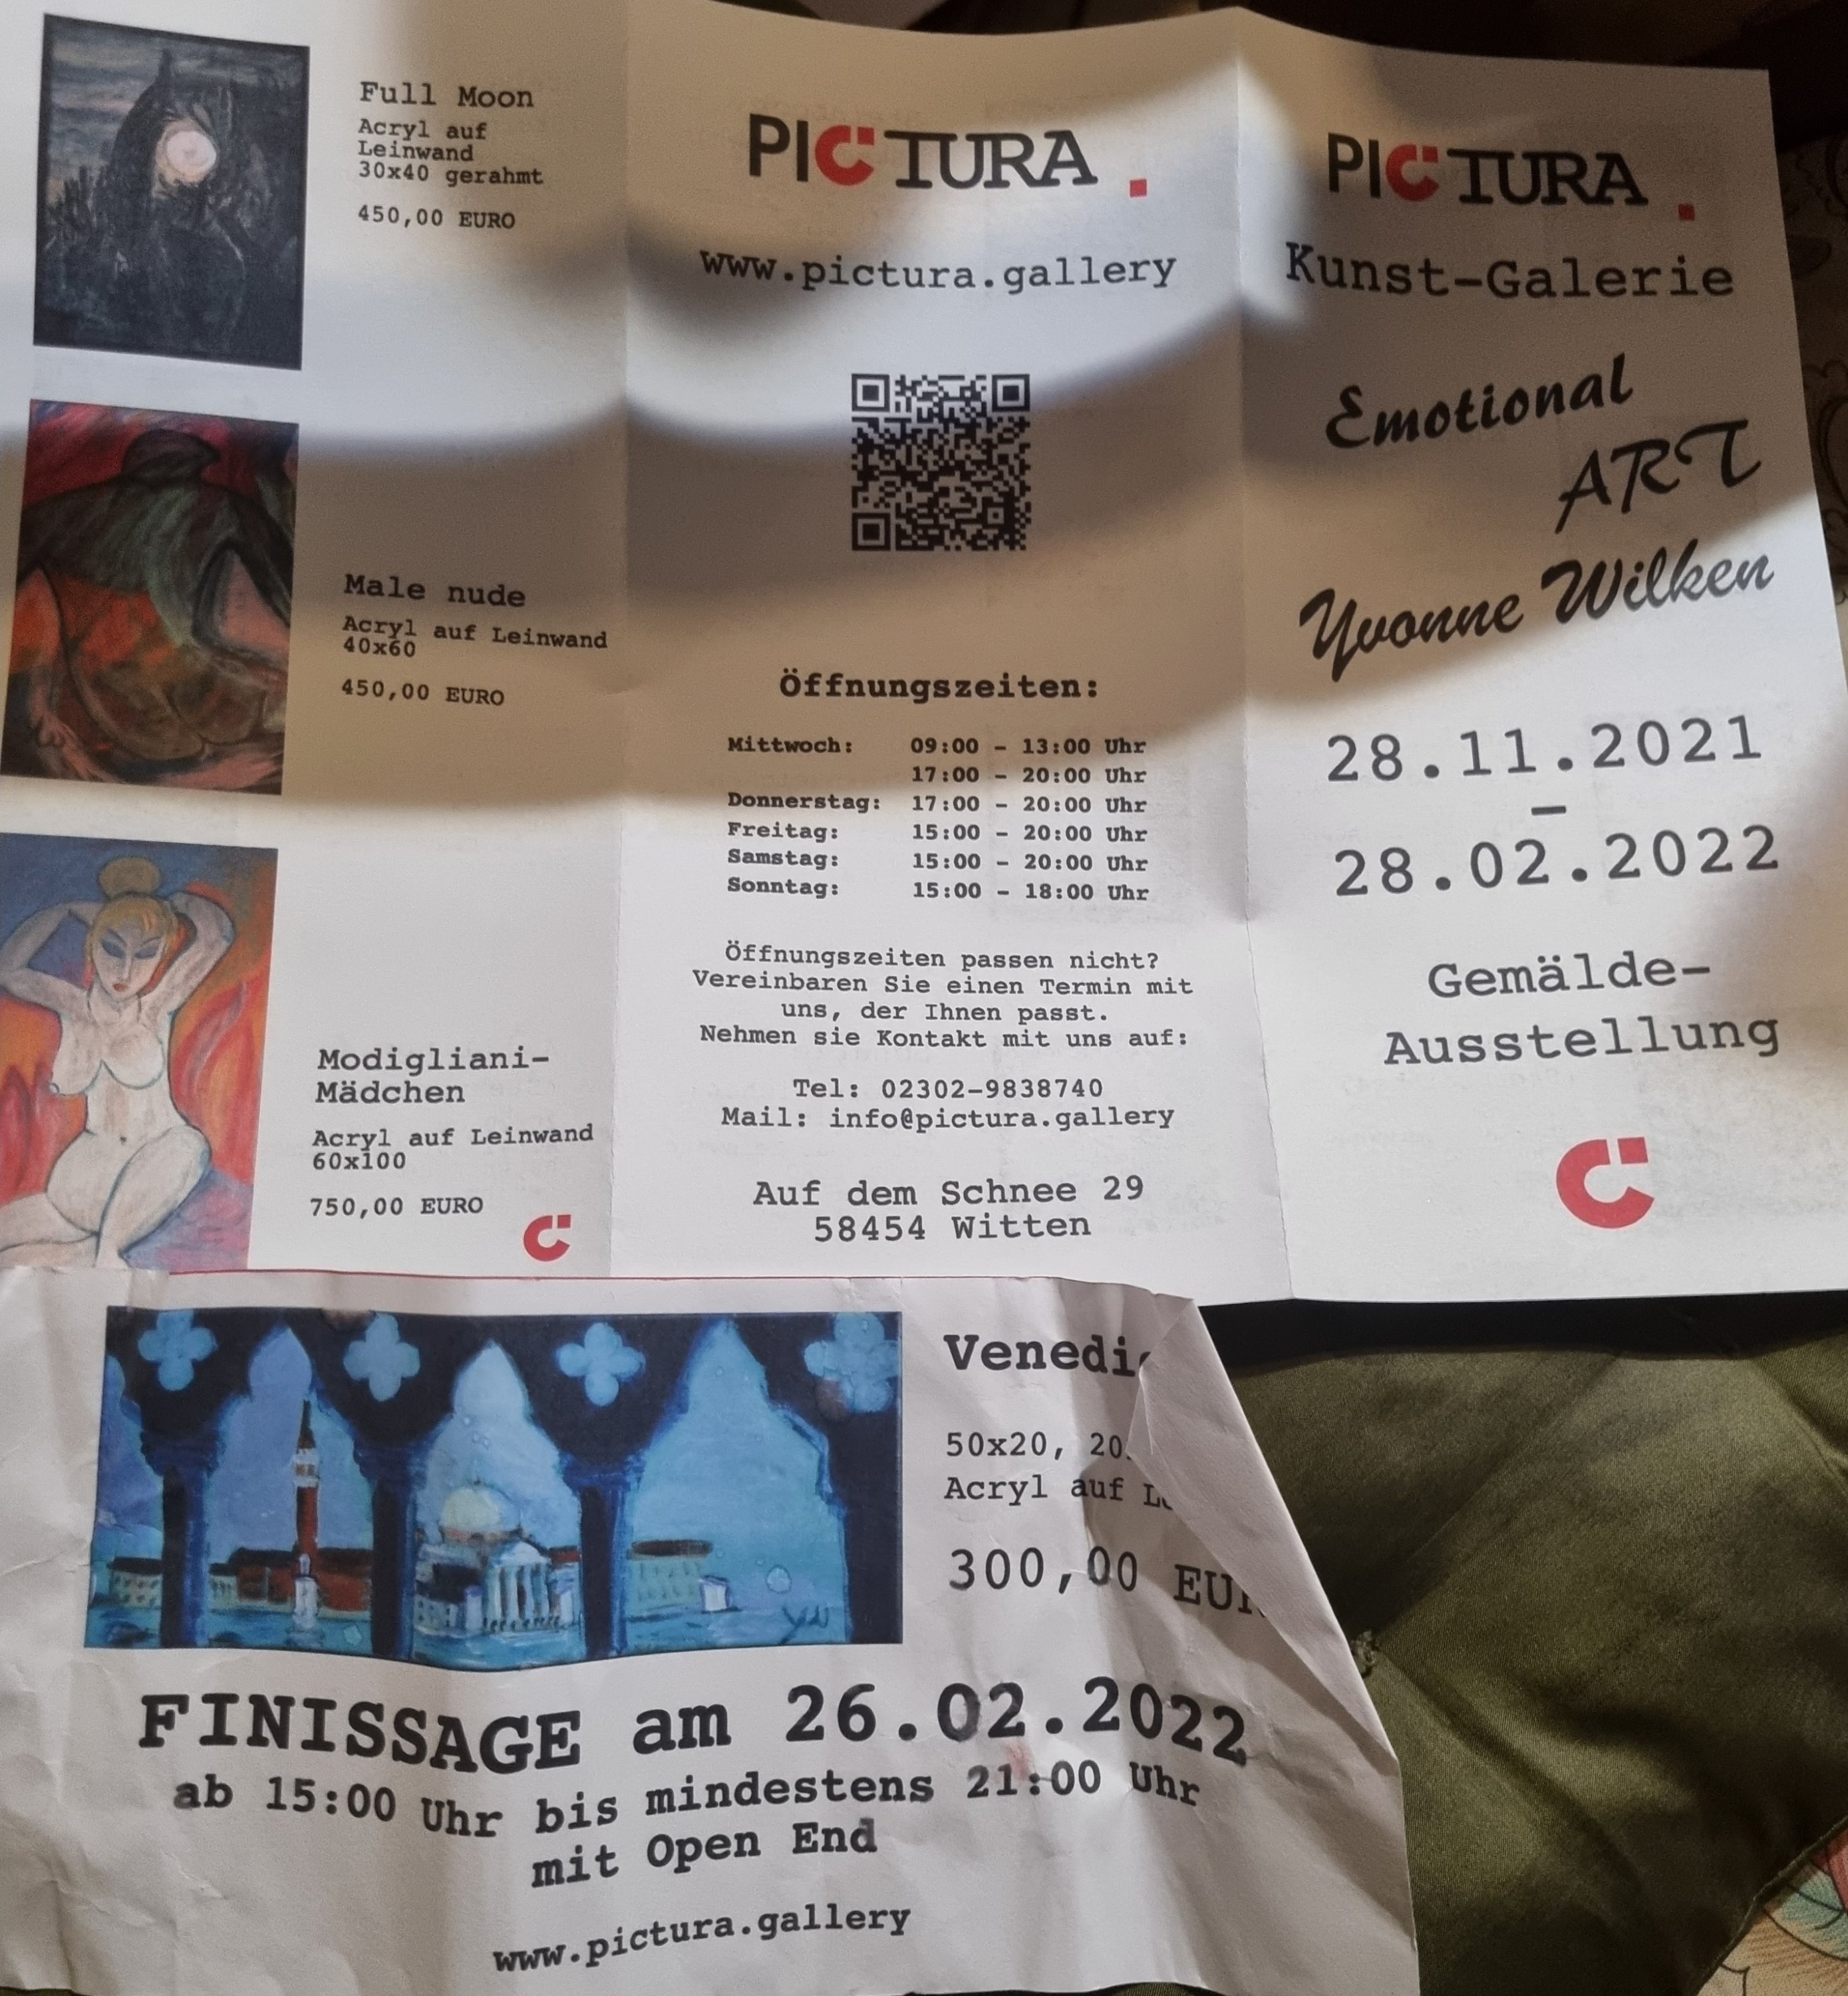 Full Moon
Acryl auf
Leinwand
30x40 gerahmt
450,00 EURO
Male nude
Acryl auf Leinwand
40x60
450,00 EURO
Modigliani-
Mädchen
Acryl auf Leinwand
60x100
750,00 EURO
PICTURA.
www.pictura.gallery
Öffnungszeiten:
Mittwoch: 09:00 - 13:00 Uhr
17:00 - 20:00 Uhr
Donnerstag: 17:00 - 20:00 Uhr
Freitag: 15:00 - 20:00 Uhr
Samstag: 15:00 - 20:00 Uhr
Sonntag: 15:00 - 18:00 Uhr
Öffnungszeiten passen nicht?
Vereinbaren Sie einen Termin mit
uns, der Ihnen passt.
Nehmen sie Kontakt mit uns auf:
Tel: 02302-9838740
Mail: info@pictura.gallery
Auf dem Schnee 29
58454 Witten
PICTURA.
Kunst-Galerie
Emotional
ART
Yvonne Wilken
28.11.2021
-
28.02.2022
Gemälde-
Ausstellung
50x20,
Acryl auf
300,00
FINISSAGE am 26.02.2022
ab 15:00 Uhr bis mindestens 21:00 Uhr
mit Open End
www.pictura.gallery